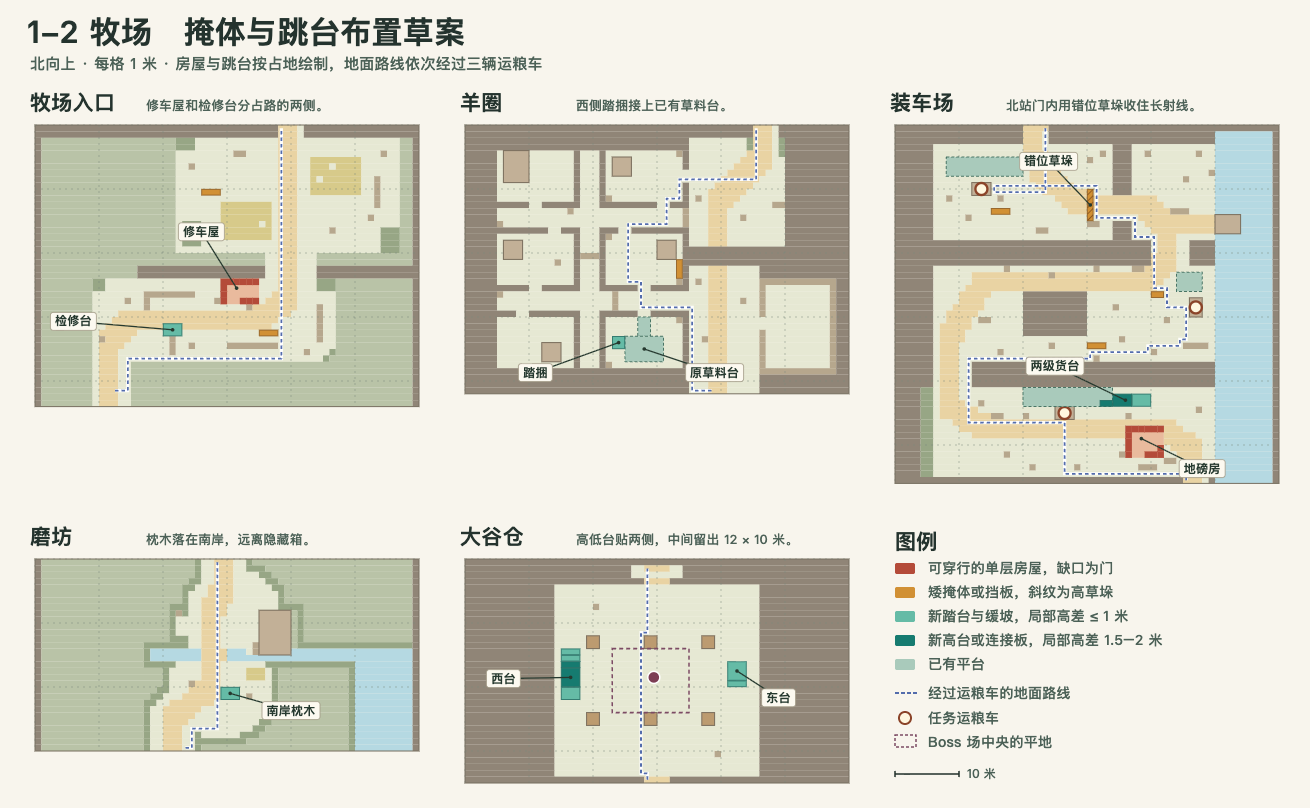 1–2 牧场　掩体与跳台布置草案
北向上 · 每格 1 米 · 房屋与跳台按占地绘制，地面路线依次经过三辆运粮车
牧场入口
修车屋和检修台分占路的两侧。
修车屋
检修台
羊圈
西侧踏捆接上已有草料台。
踏捆
原草料台
装车场
北站门内用错位草垛收住长射线。
错位草垛
两级货台
地磅房
磨坊
枕木落在南岸，远离隐藏箱。
南岸枕木
大谷仓
高低台贴两侧，中间留出 12 × 10 米。
西台
东台
图例
可穿行的单层房屋，缺口为门
矮掩体或挡板，斜纹为高草垛
新踏台与缓坡，局部高差 ≤ 1 米
新高台或连接板，局部高差 1.5—2 米
已有平台
经过运粮车的地面路线
任务运粮车
Boss 场中央的平地
10 米